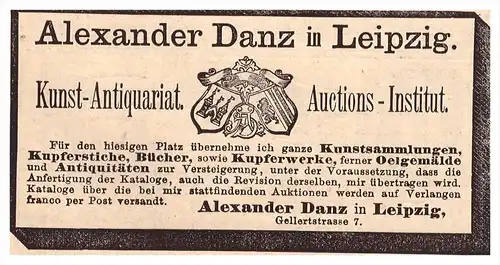 Alexander Danz in Leipzig.
Kunst-Antiquariat. Auctions-Institut.
Für den hiesigen Platz übernehme ich ganze Kunstsammlungen,
Kupferstiche, Bücher, sowie Kupferwerke, ferner Oelgemälde
und Antiquitäten zur Versteigerung, unter der Voraussetzung, dass die
Anfertigung der Kataloge, auch die Revision derselben, mir übertragen wird.
Kataloge über die bei mir stattfindenden Auktionen werden auf Verlangen
franco per Post versandt.
Alexander Danz in Leipzig,
Gellertstrasse 7.